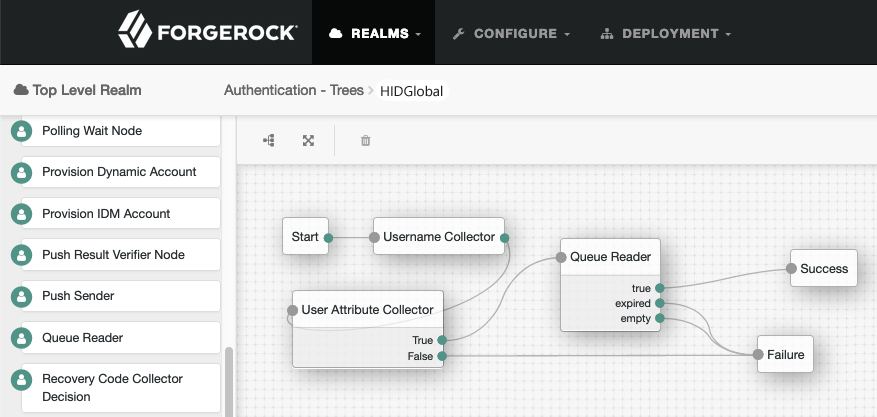 FORGEROCK
REALMS
CONFIGURE
DEPLOYMENT
Top Level Realm
Authentication - Trees > HIDGlobal
Polling Wait Node
Provision Dynamic Account
Provision IDM Account
Push Result Verifier Node
Push Sender
Queue Reader
Recovery Code Collector
Decision
Start
Username Collector
User Attribute Collector
True
False
Queue Reader
true
expired
empty
Success
Failure